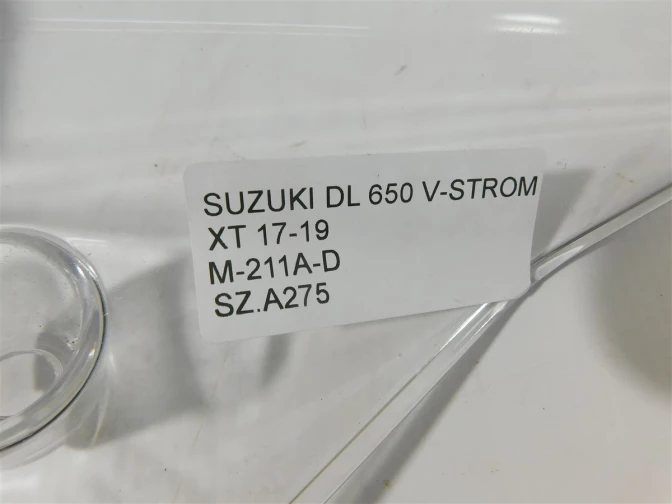 SUZUKI DL 650 V-STROM
XT 17-19
M-211A-D
SZ.A275